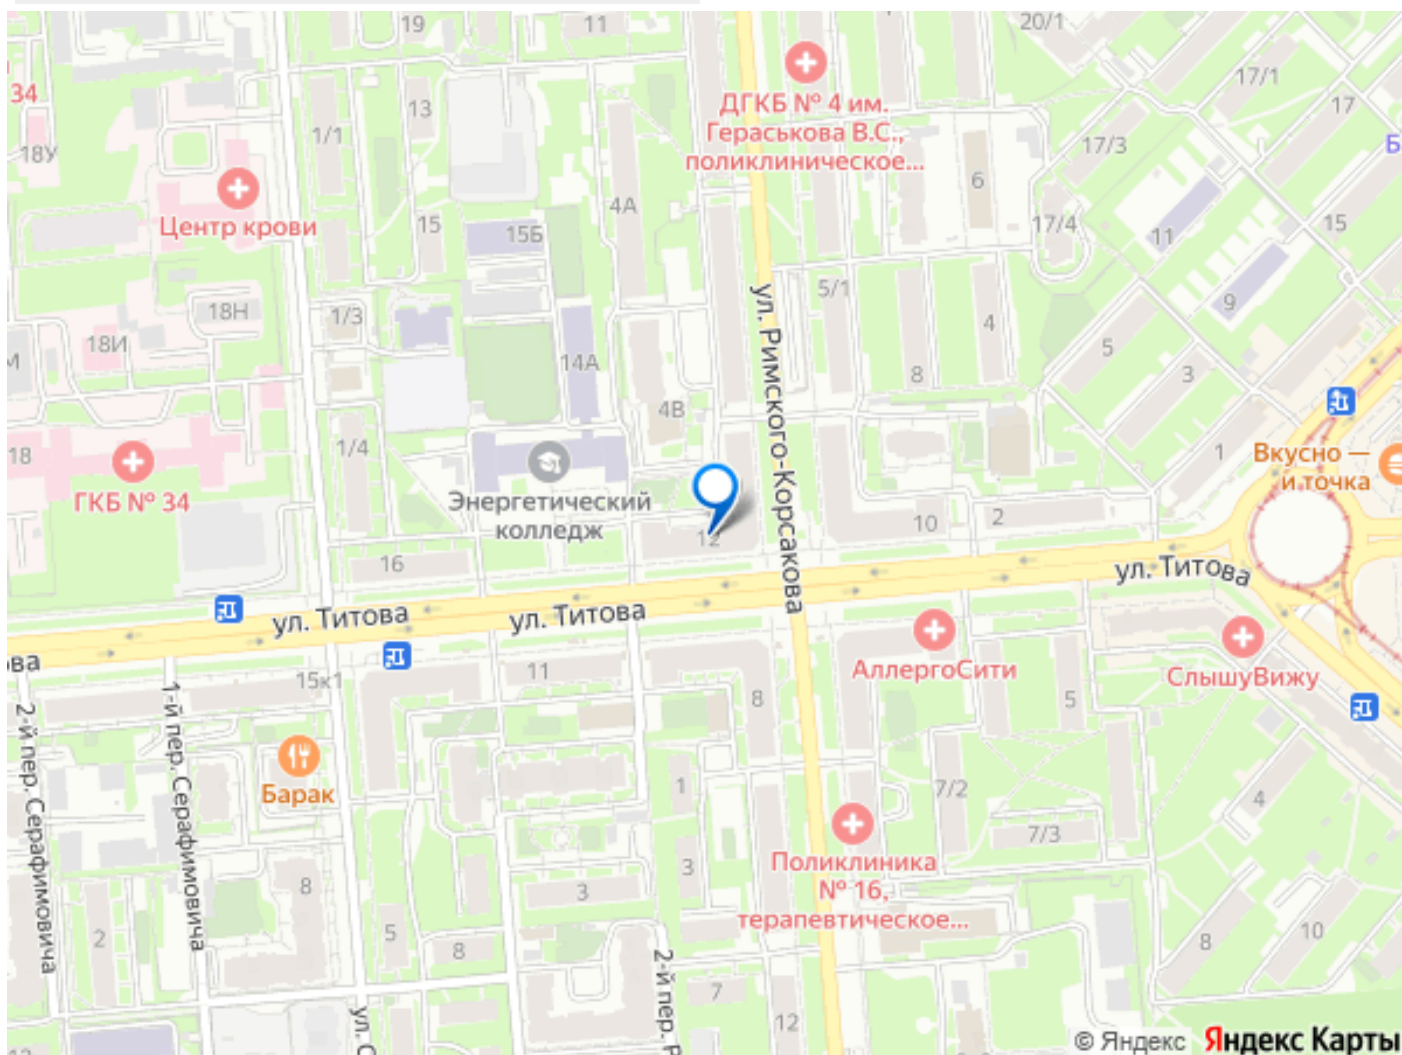 19
11
20/1
17/1
17
34
13
1/1
ДГКБ № 4 им.
Гераськова В.С.,
поликлиническое...
17/3
Б
18У
6
4А
Центр крови
15
15Б
17/4
11
15
18Н
1/3
5/1
9
4
М
18И
14А
5
3
8
ул. Римского-Корсакова
4В
1/4
18
1
Вкусно —
и точка
ГКБ № 34
Энергетический
колледж
12
10
2
16
ул. Титова
ул. Титова
ул. Титова
ова
АллергоСити
СлышуВижу
15к1
11
8
5
2-й пер. Серафимовича
1-й пер. Серафимовича
Барак
1
7/2
4
7/3
Поликлиника
№ 16,
терапевтическое...
3
8
3
5
2
8
8
10
7
12
2-й пер. Р
ул. С
© Яндекс Яндекс Карты